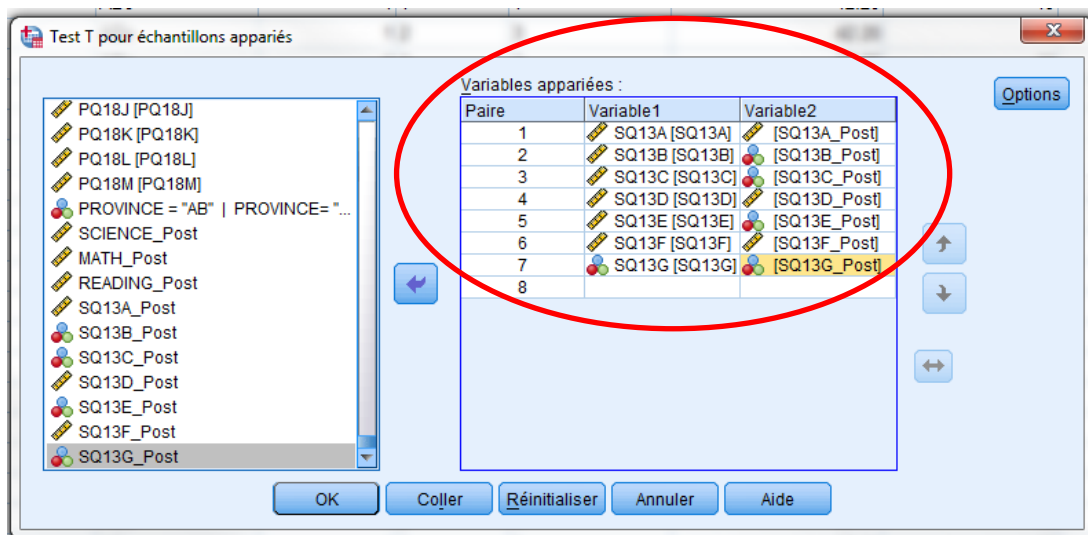 Test T pour échantillons appariés
Variables appariées :
Options
PQ18J [PQ18J]
PQ18K [PQ18K]
PQ18L [PQ18L]
PQ18M [PQ18M]
PROVINCE = "AB" | PROVINCE= "...
SCIENCE_Post
MATH_Post
READING_Post
SQ13A_Post
SQ13B_Post
SQ13C_Post
SQ13D_Post
SQ13E_Post
SQ13F_Post
SQ13G_Post
Paire Variable1 Variable2
1 SQ13A [SQ13A] [SQ13A_Post]
2 SQ13B [SQ13B] [SQ13B_Post]
3 SQ13C [SQ13C] [SQ13C_Post]
4 SQ13D [SQ13D] [SQ13D_Post]
5 SQ13E [SQ13E] [SQ13E_Post]
6 SQ13F [SQ13F] [SQ13F_Post]
7 SQ13G [SQ13G] [SQ13G_Post]
8
OK Coller Réinitialiser Annuler Aide